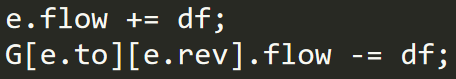 e.flow += df;
G[e.to][e.rev].flow -= df;